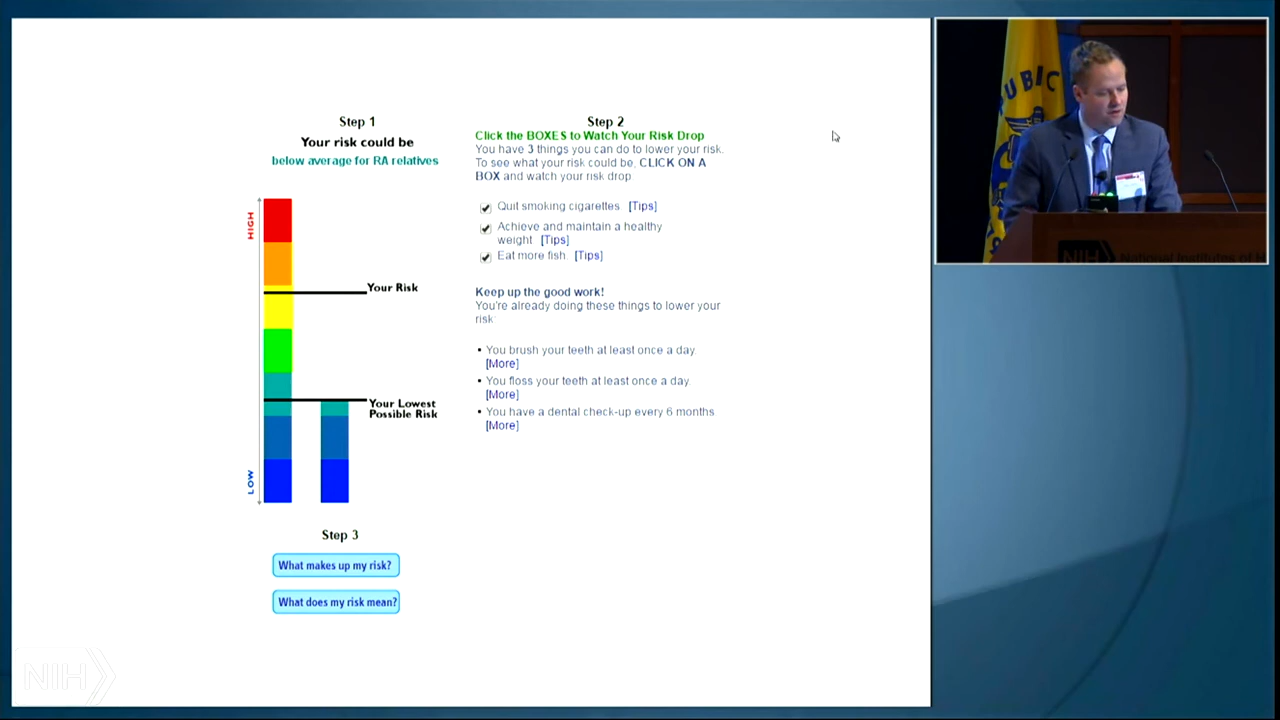 Step 1
Your risk could be
below average for RA relatives
HIGH
Your Risk
Your Lowest
Possible Risk
LOW
Step 2
Click the BOXES to Watch Your Risk Drop
You have 3 things you can do to lower your risk.
To see what your risk could be, CLICK ON A
BOX and watch your risk drop
Quit smoking cigarettes. [Tips]
Achieve and maintain a healthy
weight. [Tips]
Eat more fish. [Tips]
Keep up the good work!
You're already doing these things to lower your
risk:
• You brush your teeth at least once a day.
[More]
• You floss your teeth at least once a day.
[More]
• You have a dental check-up every 6 months.
[More]
Step 3
What makes up my risk?
What does my risk mean?
NIH
UBIC
NIH National Institutes of H